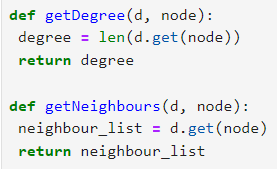 def getDegree(d, node):
 degree = len(d.get(node))
 return degree

def getNeighbours(d, node):
 neighbour_list = d.get(node)
 return neighbour_list